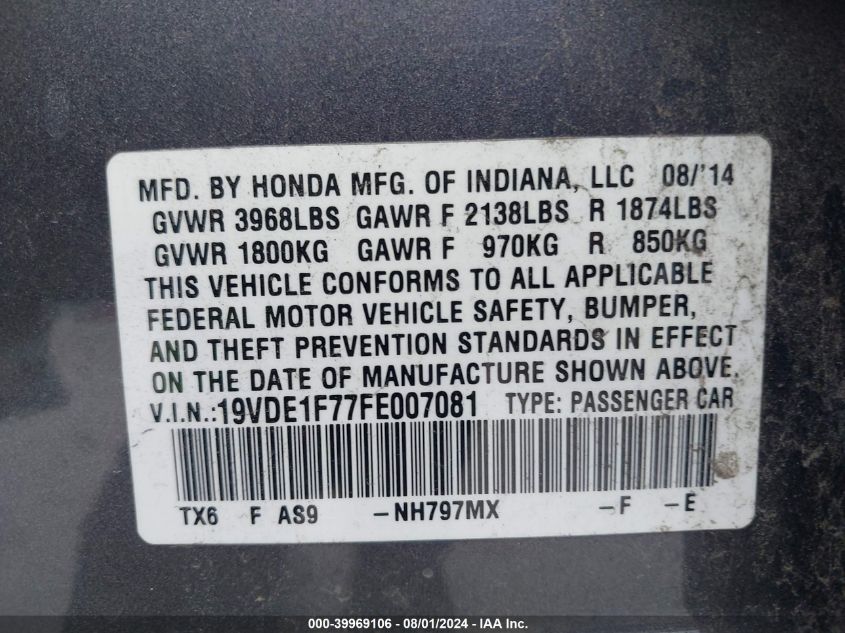 MFD. BY HONDA MFG. OF INDIANA, LLC 08/'14
GVWR 3968LBS GAWR F 2138LBS R 1874LBS
GVWR 1800KG GAWR F 970KG R 850KG
THIS VEHICLE CONFORMS TO ALL APPLICABLE
FEDERAL MOTOR VEHICLE SAFETY, BUMPER,
AND THEFT PREVENTION STANDARDS IN EFFECT
ON THE DATE OF MANUFACTURE SHOWN ABOVE.
V.I.N.:19VDE1F77FE007081 TYPE: PASSENGER CAR
TX6 F AS9 -NH797MX -F -E
000-39969106 - 08/01/2024 - IAA Inc.